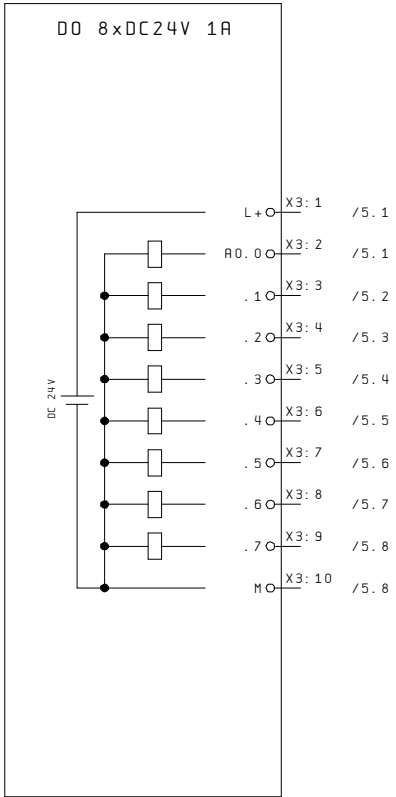 DO 8xDC24V 1A
L+ X3:1 /5.1
A0.0 X3:2 /5.1
.1 X3:3 /5.2
.2 X3:4 /5.3
.3 X3:5 /5.4
DC 24V
.4 X3:6 /5.5
.5 X3:7 /5.6
.6 X3:8 /5.7
.7 X3:9 /5.8
M X3:10 /5.8